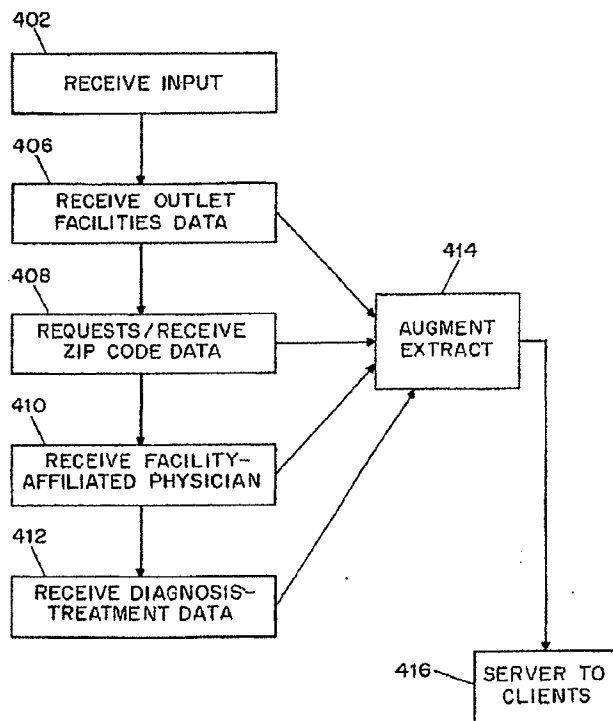 402
RECEIVE INPUT
406
RECEIVE OUTLET
FACILITIES DATA
408
REQUESTS/RECEIVE
ZIP CODE DATA
410
RECEIVE FACILITY-
AFFILIATED PHYSICIAN
412
RECEIVE DIAGNOSIS-
TREATMENT DATA
414
AUGMENT
EXTRACT
416
SERVER TO
CLIENTS